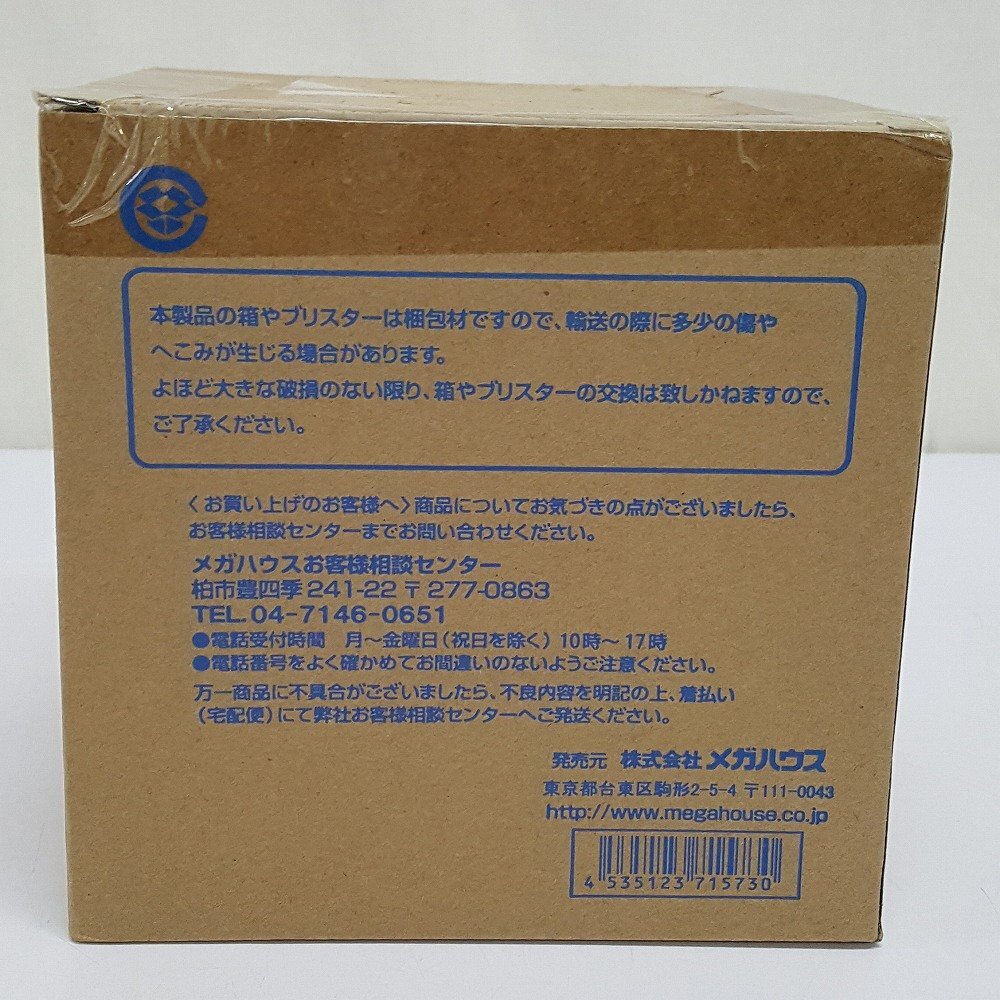 本製品の箱やブリスターは梱包材ですので、輸送の際に多少の傷や
へこみが生じる場合があります。
よほど大きな破損のない限り、箱やブリスターの交換は致しかねますので、
ご了承ください。
〈お買い上げのお客様へ〉商品についてお気づきの点がございましたら、
お客様相談センターまでお問い合わせください。
メガハウスお客様相談センター
柏市豊四季241-22 〒277-0863
TEL.04-7146-0651
●電話受付時間 月～金曜日(祝日を除く)10時～17時
●電話番号をよく確かめてお間違いのないようご注意ください。
万一商品に不具合がございましたら、不良内容を明記の上、着払い
(宅配便)にて弊社お客様相談センターへご発送ください。
発売元 株式会社メガハウス
東京都台東区駒形2-5-4 〒111-0043
http://www.megahouse.co.jp
4 535123 715730